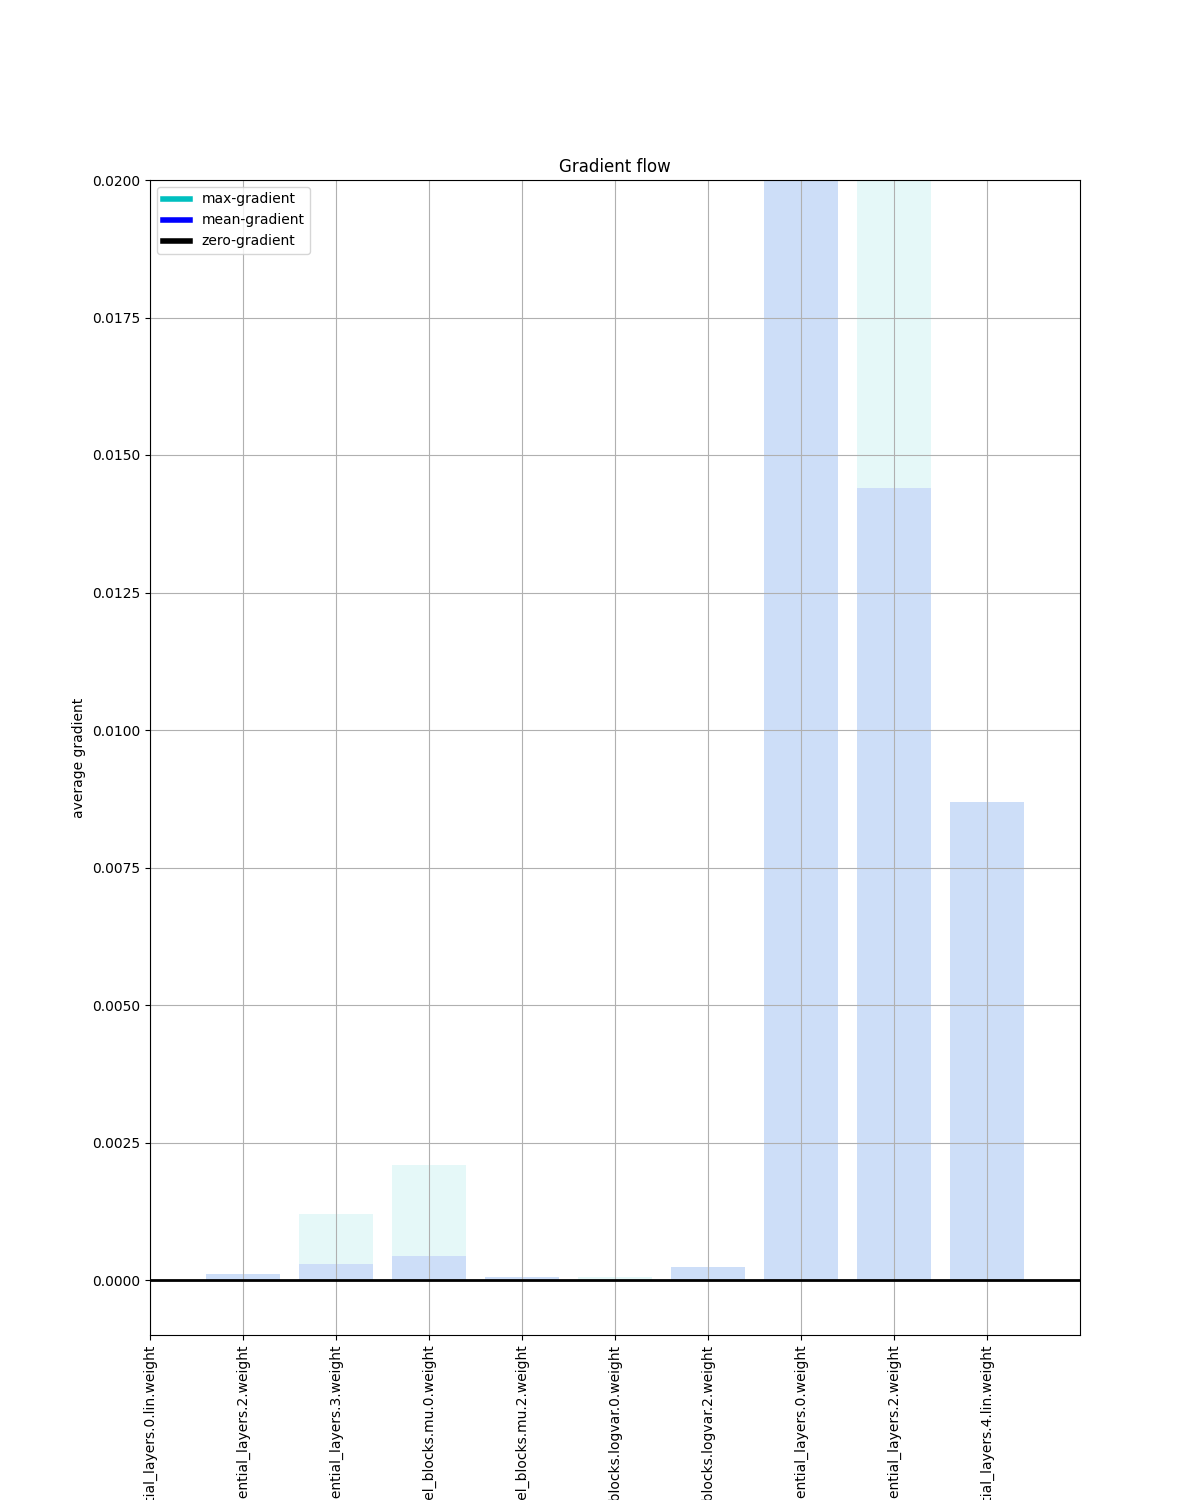 Gradient flow
max-gradient
mean-gradient
zero-gradient
0.0200
0.0175
0.0150
0.0125
0.0100
0.0075
0.0050
0.0025
0.0000
average gradient
tial_layers.0.lin.weight
ential_layers.2.weight
ential_layers.3.weight
el_blocks.mu.0.weight
el_blocks.mu.2.weight
blocks.logvar.0.weight
blocks.logvar.2.weight
ential_layers.0.weight
ential_layers.2.weight
tial_layers.4.lin.weight